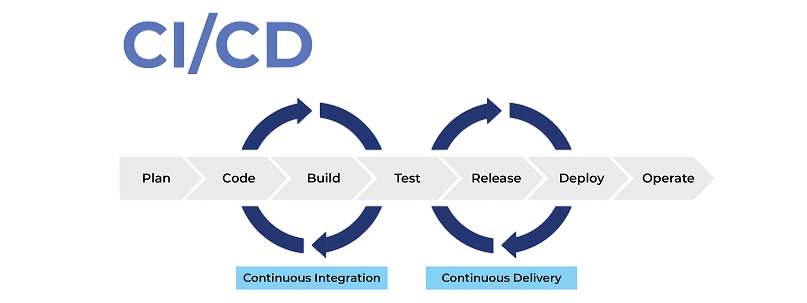 CI/CD
Plan Code Build Test Release Deploy Operate
Continuous Integration Continuous Delivery